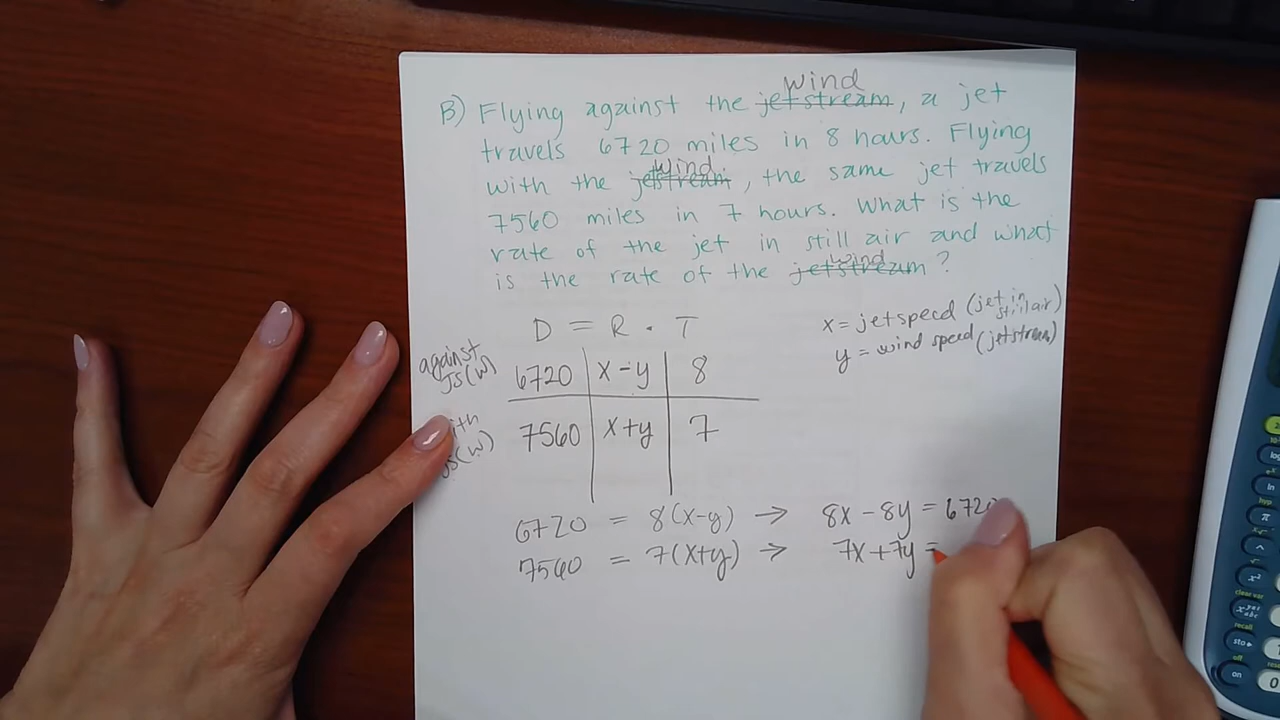 B) Flying against the jetstream, a jet
wind
travels 6720 miles in 8 hours. Flying
with the jetstream, the same jet travels
wind
7560 miles in 7 hours. What is the
rate of the jet in still air and what
is the rate of the jetstream?
wind
x = jetspeed (jet in still air)
y = wind speed (jetstream)
D = R · T
against JS(W) 6720 x-y 8
JS(W) 7560 x+y 7
6720 = 8(x-y) → 8x - 8y = 6720
7560 = 7(x+y) → 7x + 7y =
on